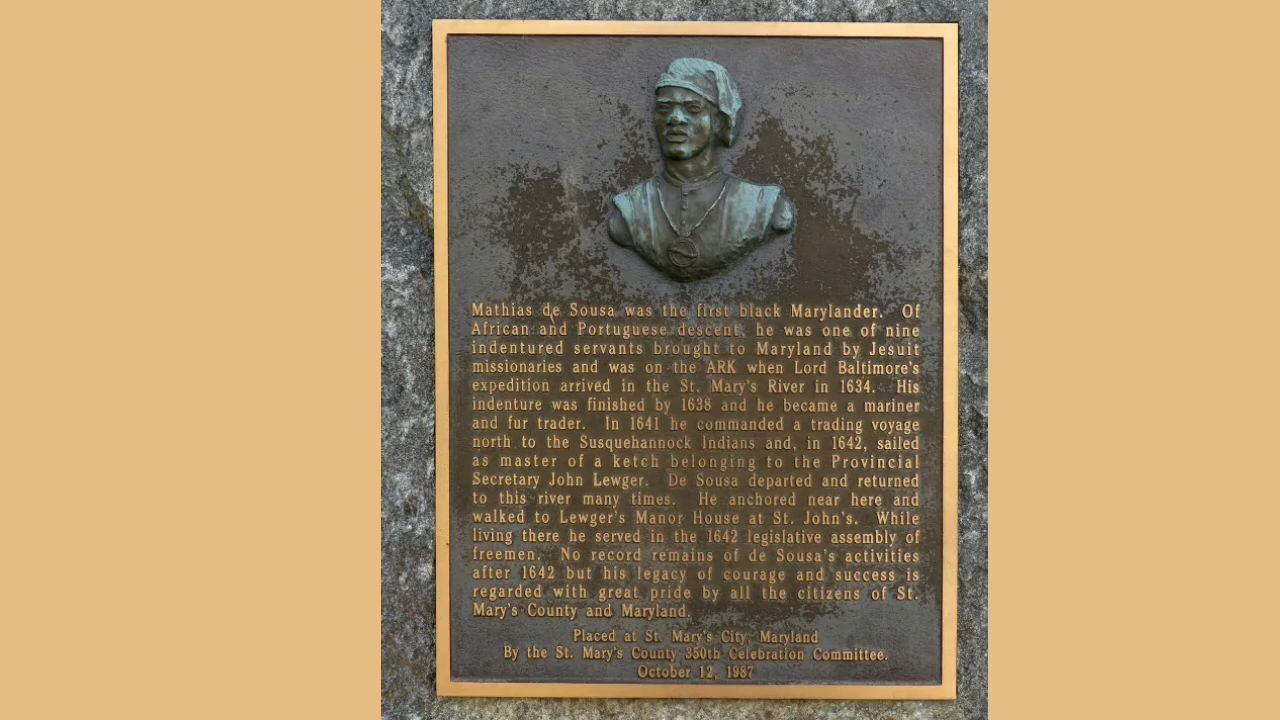 Mathias de Sousa was the first black Marylander. Of
African and Portuguese descent, he was one of nine
indentured servants brought to Maryland by Jesuit
missionaries and was on the ARK when Lord Baltimore's
expedition arrived in the St. Mary's River in 1634. His
indenture was finished by 1638 and he became a mariner
and fur trader. In 1641 he commanded a trading voyage
north to the Susquehannock Indians and, in 1642, sailed
as master of a ketch belonging to the Provincial
Secretary John Lewger. De Sousa departed and returned
to this river many times. He anchored near here and
walked to Lewger's Manor House at St. John's. While
living there he served in the 1642 legislative assembly of
freemen. No record remains of de Sousa's activities
after 1642 but his legacy of courage and success is
regarded with great pride by all the citizens of St.
Mary's County and Maryland.
Placed at St. Mary's City, Maryland
By the St. Mary's County 350th Celebration Committee.
October 12, 1987